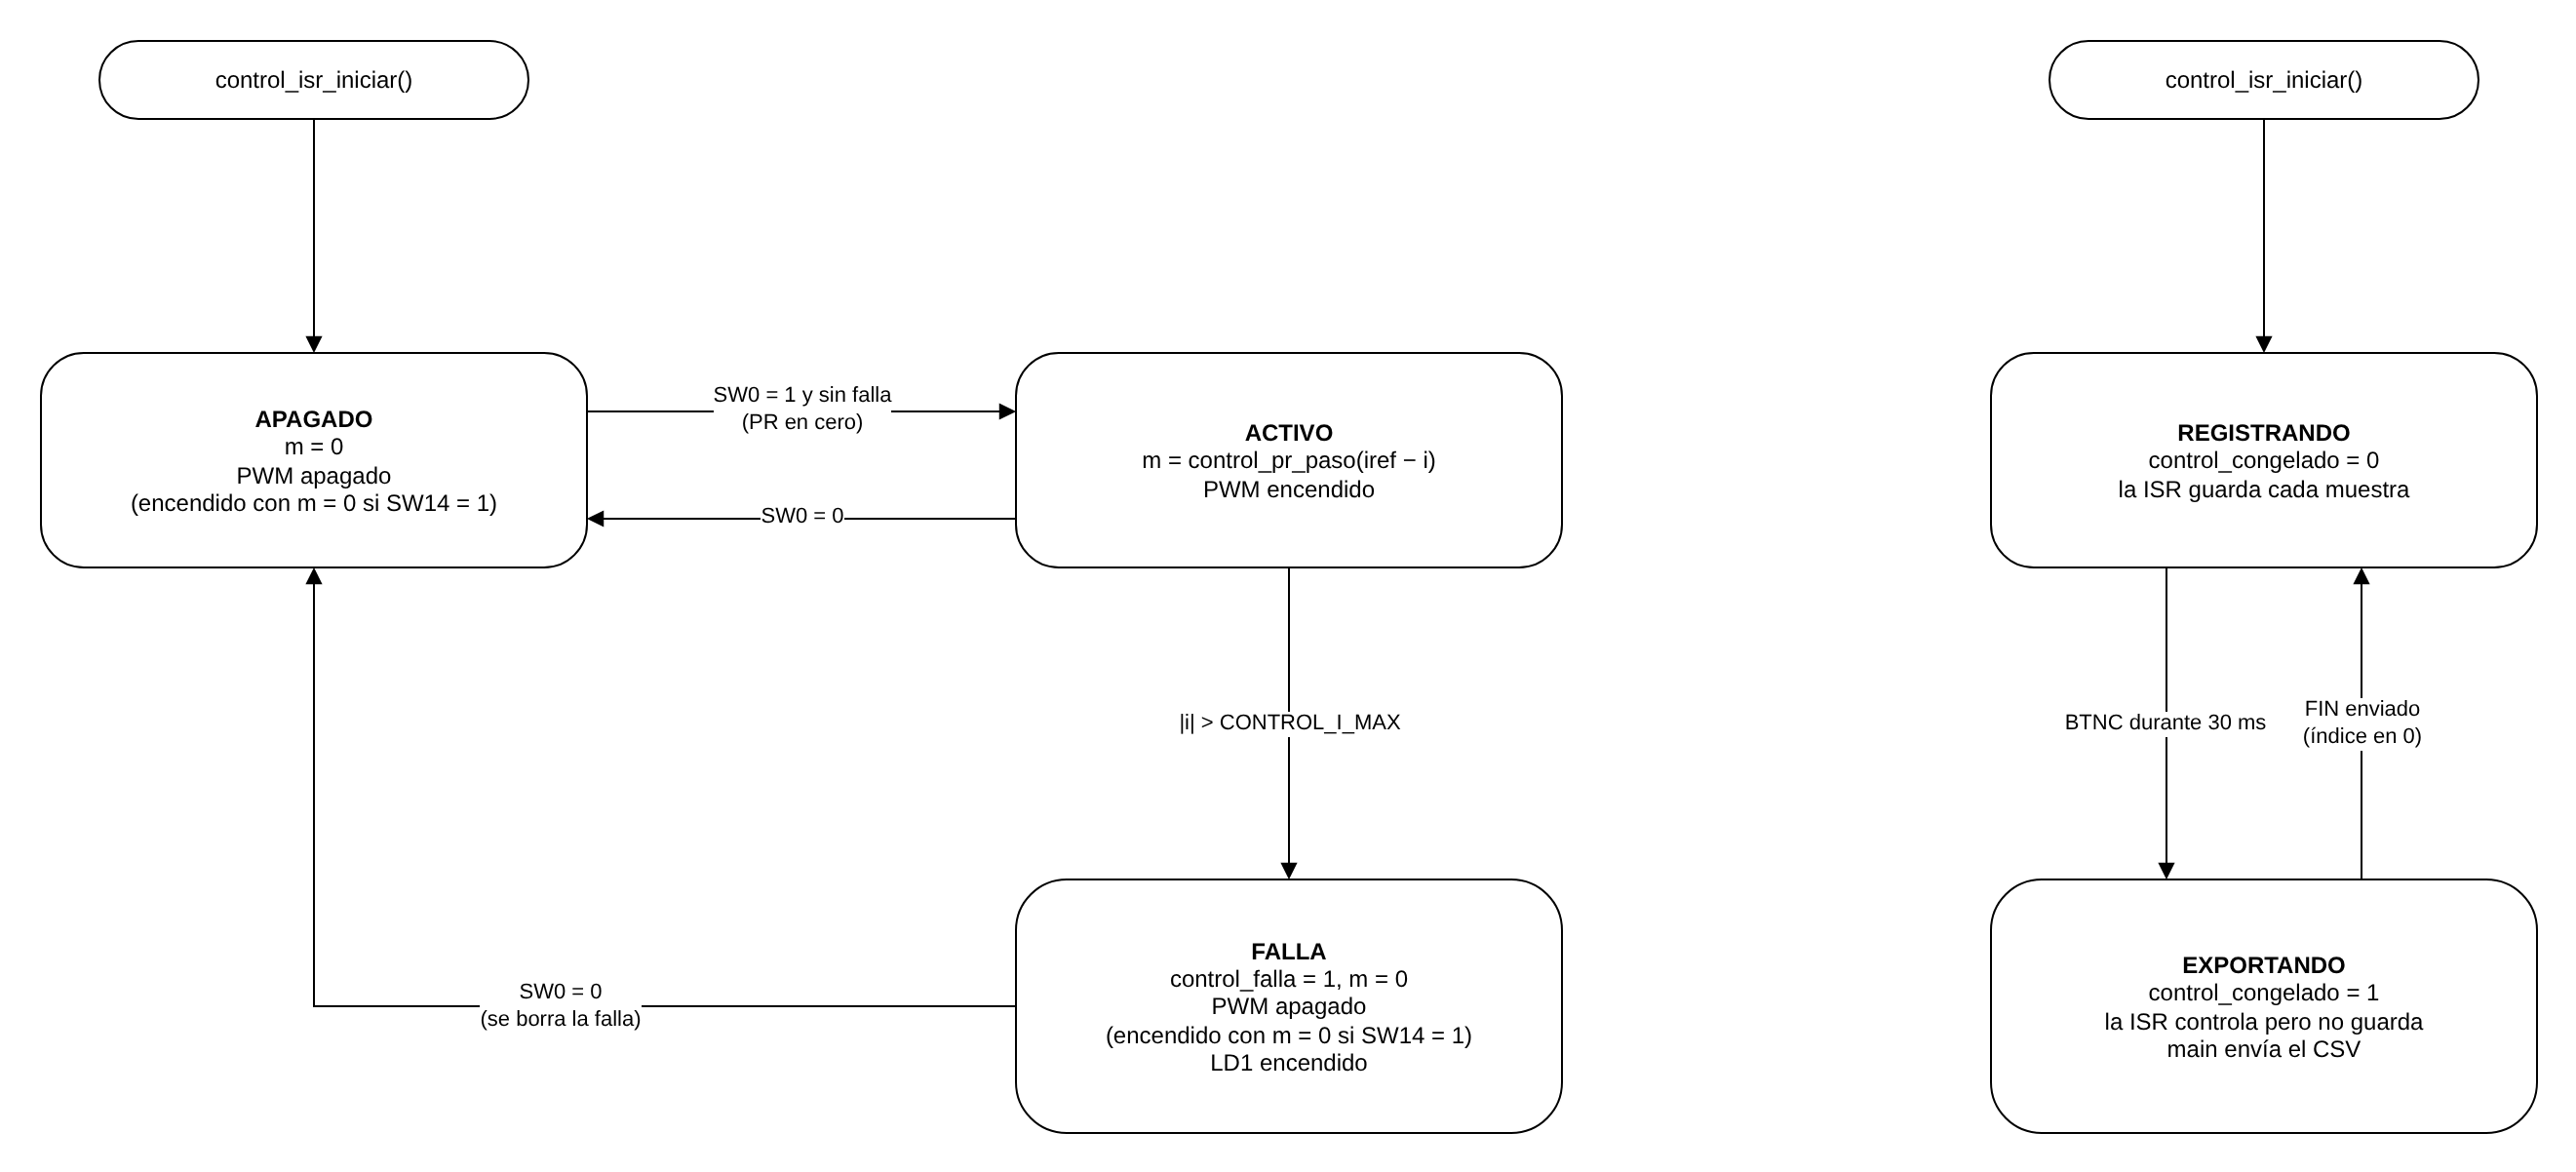 control_isr_iniciar()
control_isr_iniciar()
APAGADO
m = 0
PWM apagado
(encendido con m = 0 si SW14 = 1)
SW0 = 1 y sin falla
(PR en cero)
SW0 = 0
ACTIVO
m = control_pr_paso(iref − i)
PWM encendido
REGISTRANDO
control_congelado = 0
la ISR guarda cada muestra
|i| > CONTROL_I_MAX
BTNC durante 30 ms
FIN enviado
(índice en 0)
SW0 = 0
(se borra la falla)
FALLA
control_falla = 1, m = 0
PWM apagado
(encendido con m = 0 si SW14 = 1)
LD1 encendido
EXPORTANDO
control_congelado = 1
la ISR controla pero no guarda
main envía el CSV